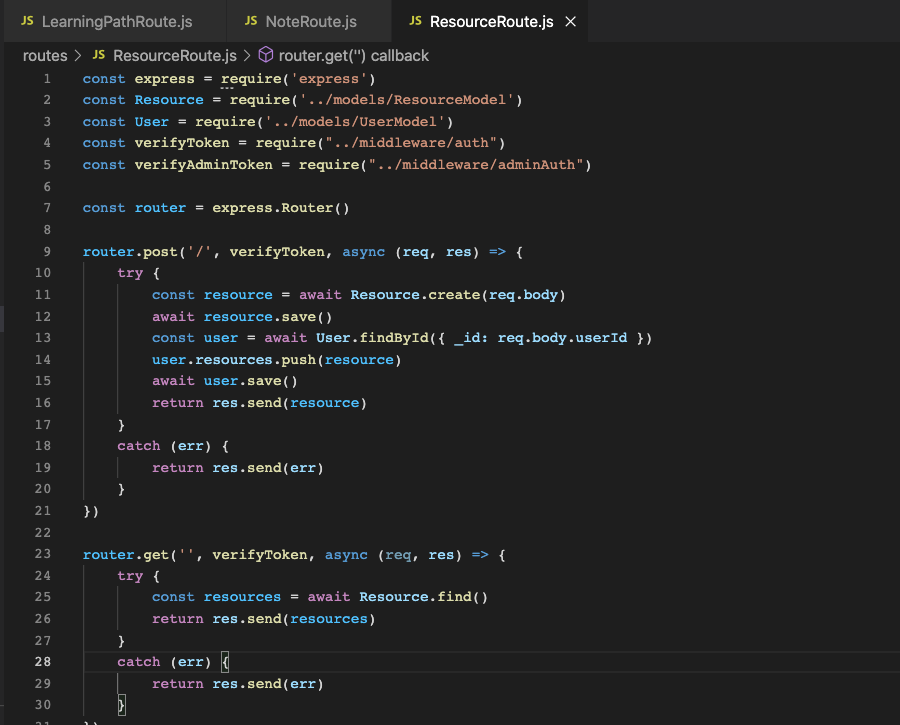 JS LearningPathRoute.js JS NoteRoute.js JS ResourceRoute.js ×
routes > JS ResourceRoute.js > router.get('') callback
1 const express = require('express')
2 const Resource = require('../models/ResourceModel')
3 const User = require('../models/UserModel')
4 const verifyToken = require("../middleware/auth")
5 const verifyAdminToken = require("../middleware/adminAuth")
6
7 const router = express.Router()
8
9 router.post('/', verifyToken, async (req, res) => {
10     try {
11         const resource = await Resource.create(req.body)
12         await resource.save()
13         const user = await User.findById({ _id: req.body.userId })
14         user.resources.push(resource)
15         await user.save()
16         return res.send(resource)
17     }
18     catch (err) {
19         return res.send(err)
20     }
21 })
22
23 router.get('', verifyToken, async (req, res) => {
24     try {
25         const resources = await Resource.find()
26         return res.send(resources)
27     }
28     catch (err) {
29         return res.send(err)
30     }
31 })